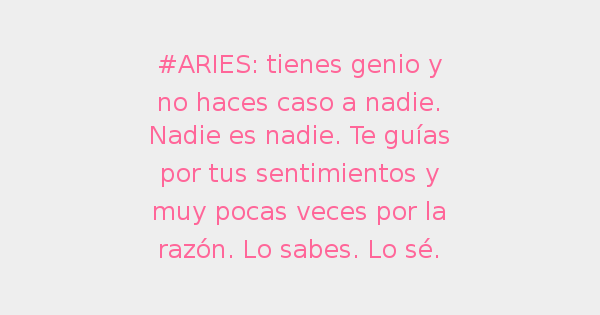 #ARIES: tienes genio y
no haces caso a nadie.
Nadie es nadie. Te guías
por tus sentimientos y
muy pocas veces por la
razón. Lo sabes. Lo sé.